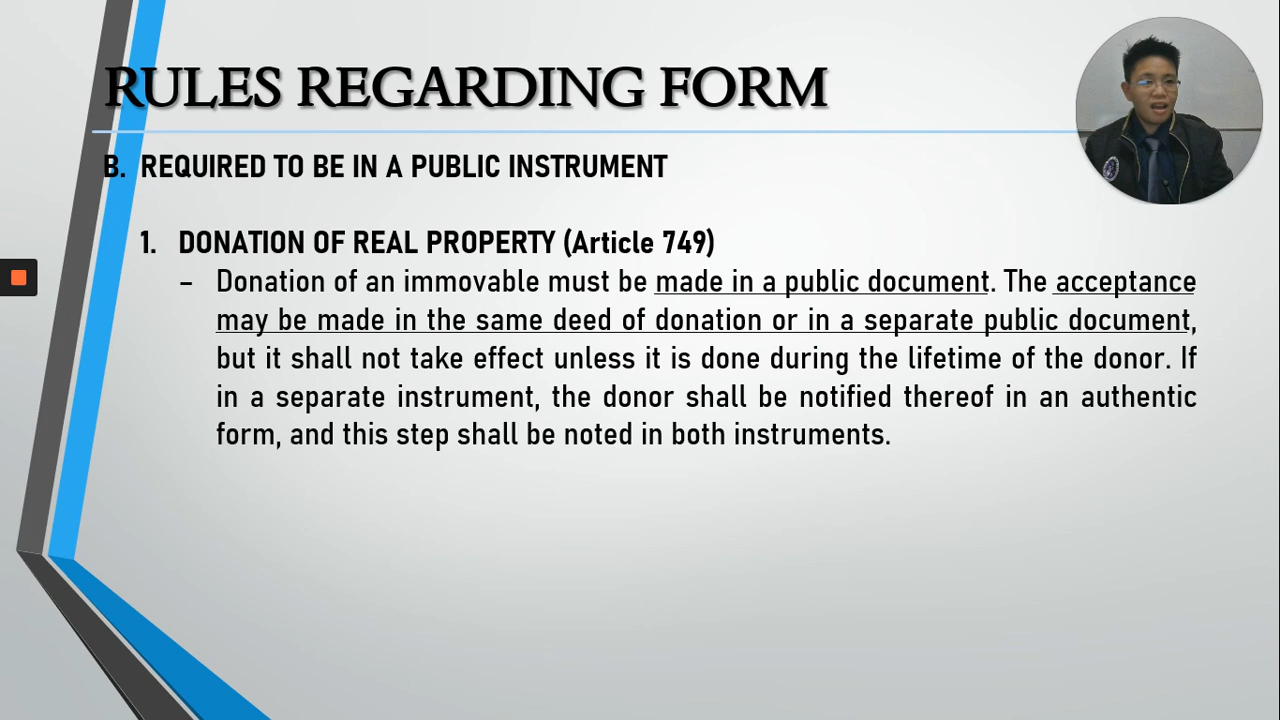 RULES REGARDING FORM
B. REQUIRED TO BE IN A PUBLIC INSTRUMENT
1. DONATION OF REAL PROPERTY (Article 749)
– Donation of an immovable must be made in a public document. The acceptance
may be made in the same deed of donation or in a separate public document,
but it shall not take effect unless it is done during the lifetime of the donor. If
in a separate instrument, the donor shall be notified thereof in an authentic
form, and this step shall be noted in both instruments.